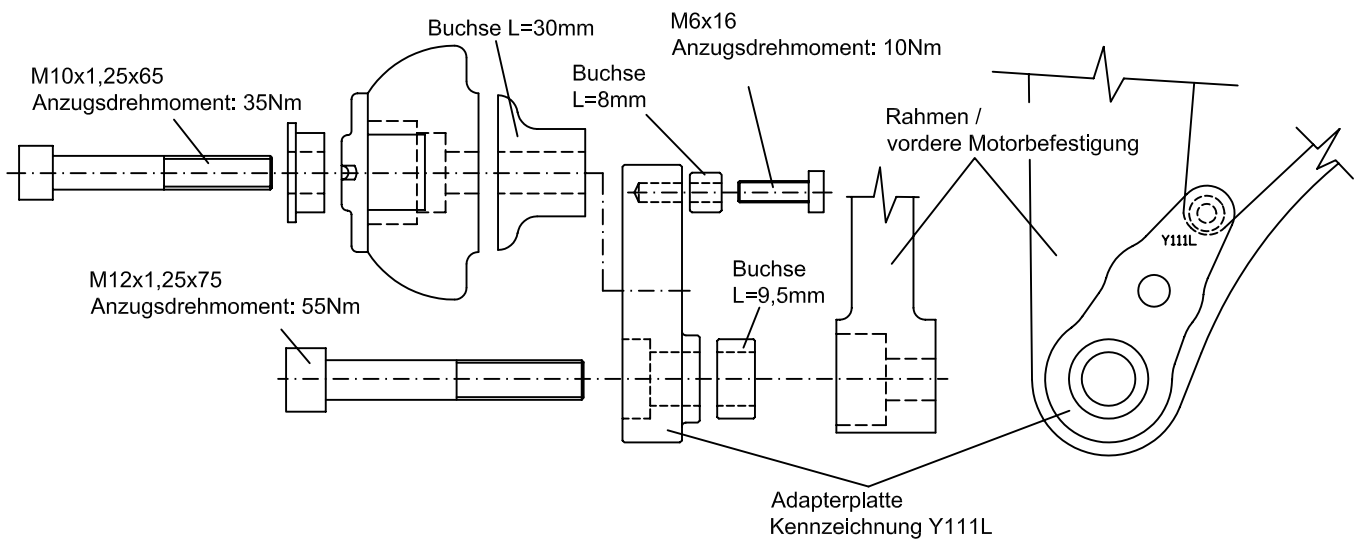 Buchse L=30mm
M6x16
Anzugsdrehmoment: 10Nm
M10x1,25x65
Anzugsdrehmoment: 35Nm
Buchse
L=8mm
Rahmen /
vordere Motorbefestigung
Y111L
M12x1,25x75
Anzugsdrehmoment: 55Nm
Buchse
L=9,5mm
Adapterplatte
Kennzeichnung Y111L